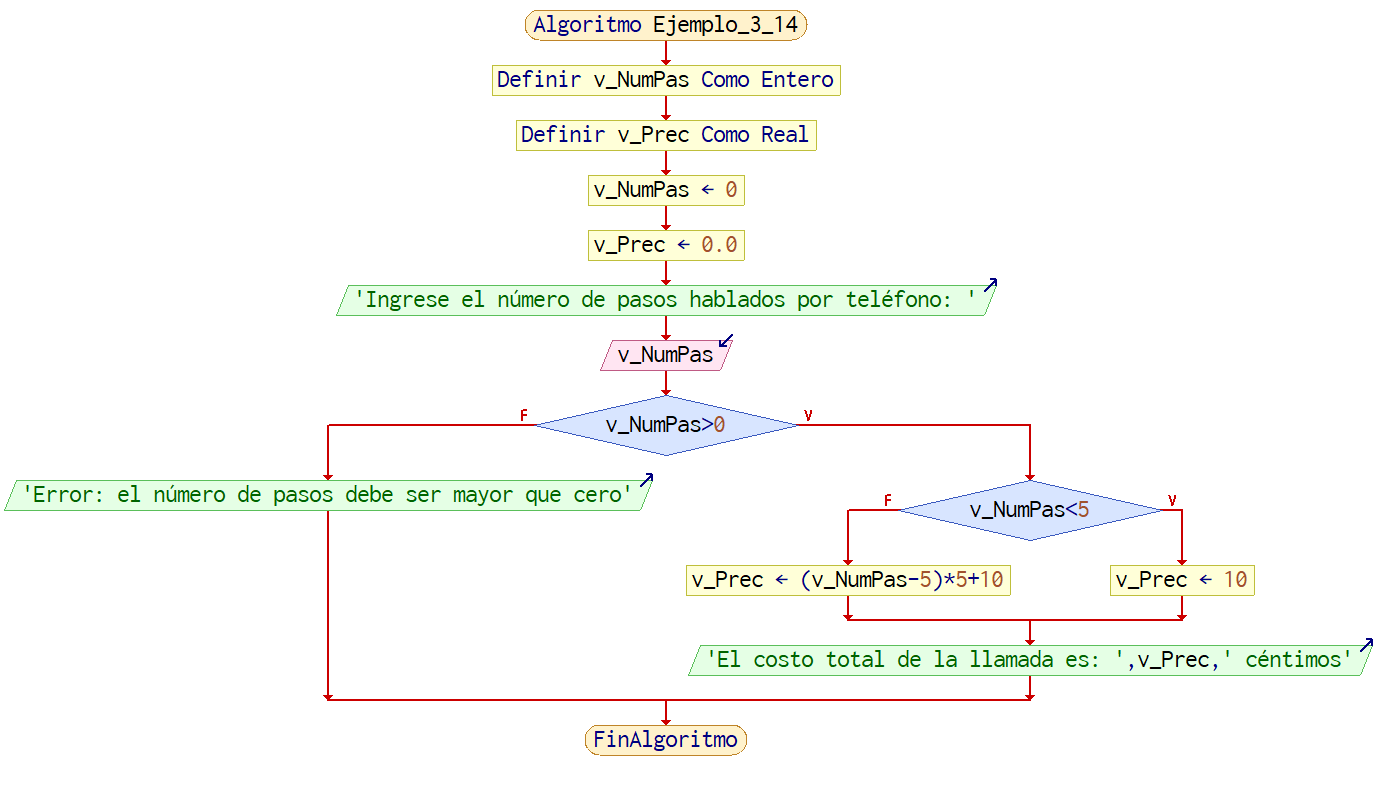 Algoritmo Ejemplo_3_14
Definir v_NumPas Como Entero
Definir v_Prec Como Real
v_NumPas ← 0
v_Prec ← 0.0
'Ingrese el número de pasos hablados por teléfono: '
v_NumPas
F
v_NumPas>0
V
'Error: el número de pasos debe ser mayor que cero'
F
v_NumPas<5
V
v_Prec ← (v_NumPas-5)*5+10
v_Prec ← 10
'El costo total de la llamada es: ',v_Prec,' céntimos'
FinAlgoritmo